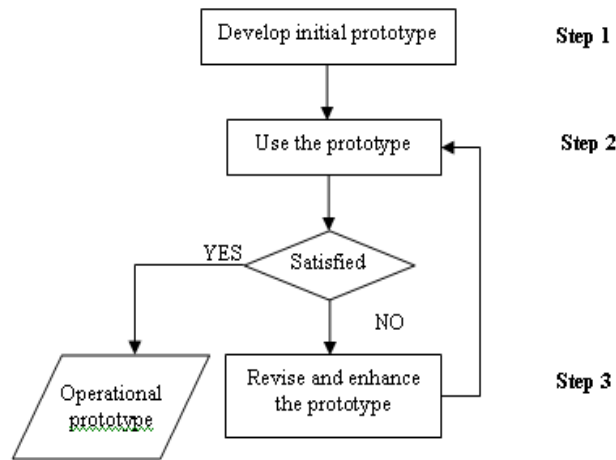 Develop initial prototype
Step 1
Use the prototype
Step 2
Satisfied
YES
NO
Operational
prototype
Revise and enhance
the prototype
Step 3